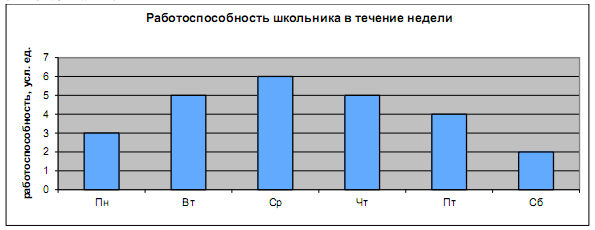 Работоспособность школьника в течение недели
работоспособность, усл. ед.
7
6
5
4
3
2
1
0
Пн Вт Ср Чт Пт Сб